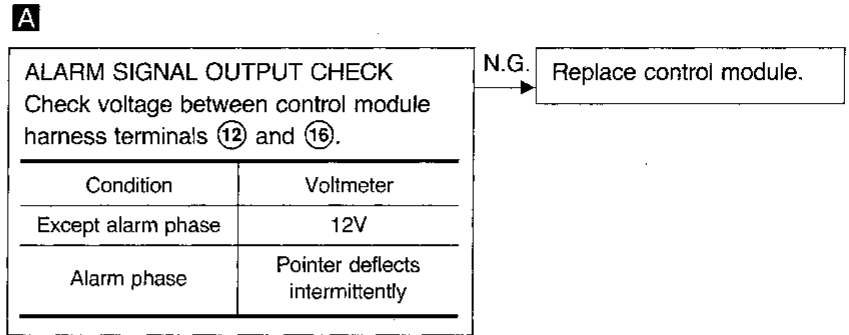 A
ALARM SIGNAL OUTPUT CHECK
Check voltage between control module
harness terminals ⑫ and ⑯.
Condition Voltmeter
Except alarm phase 12V
Alarm phase Pointer deflects
intermittently
N.G.
Replace control module.